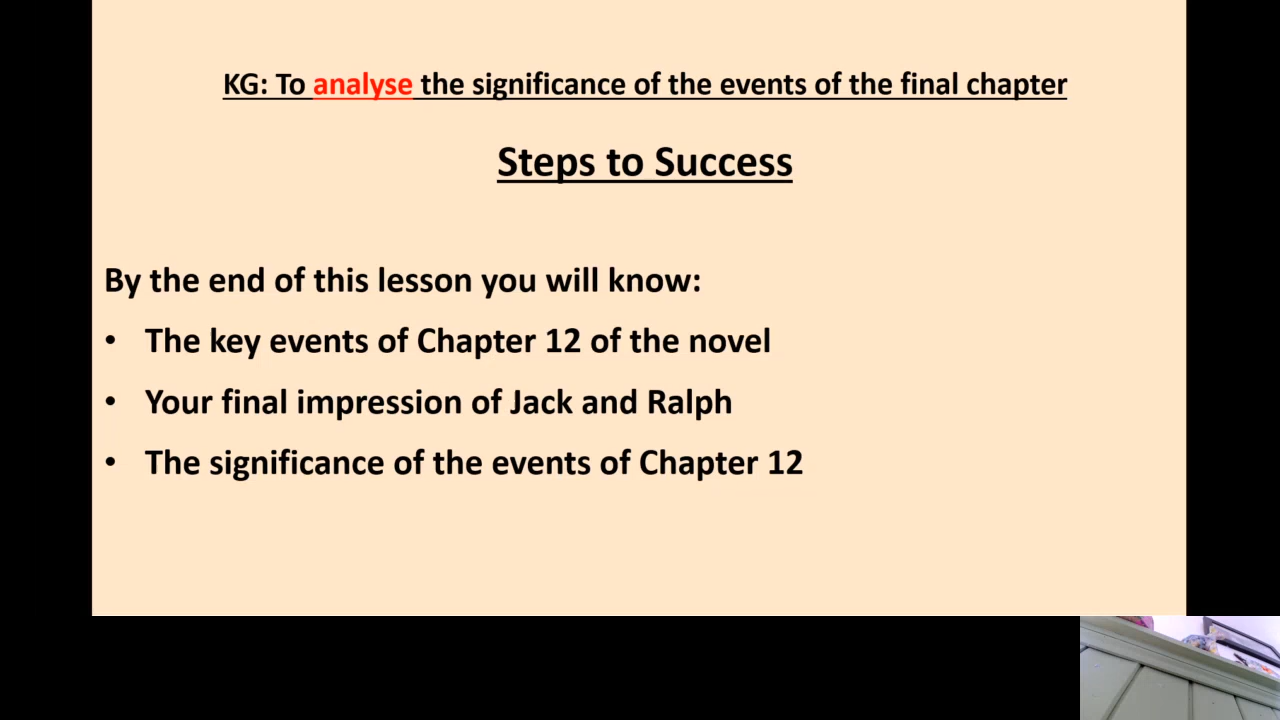 KG: To analyse the significance of the events of the final chapter
Steps to Success
By the end of this lesson you will know:
• The key events of Chapter 12 of the novel
• Your final impression of Jack and Ralph
• The significance of the events of Chapter 12